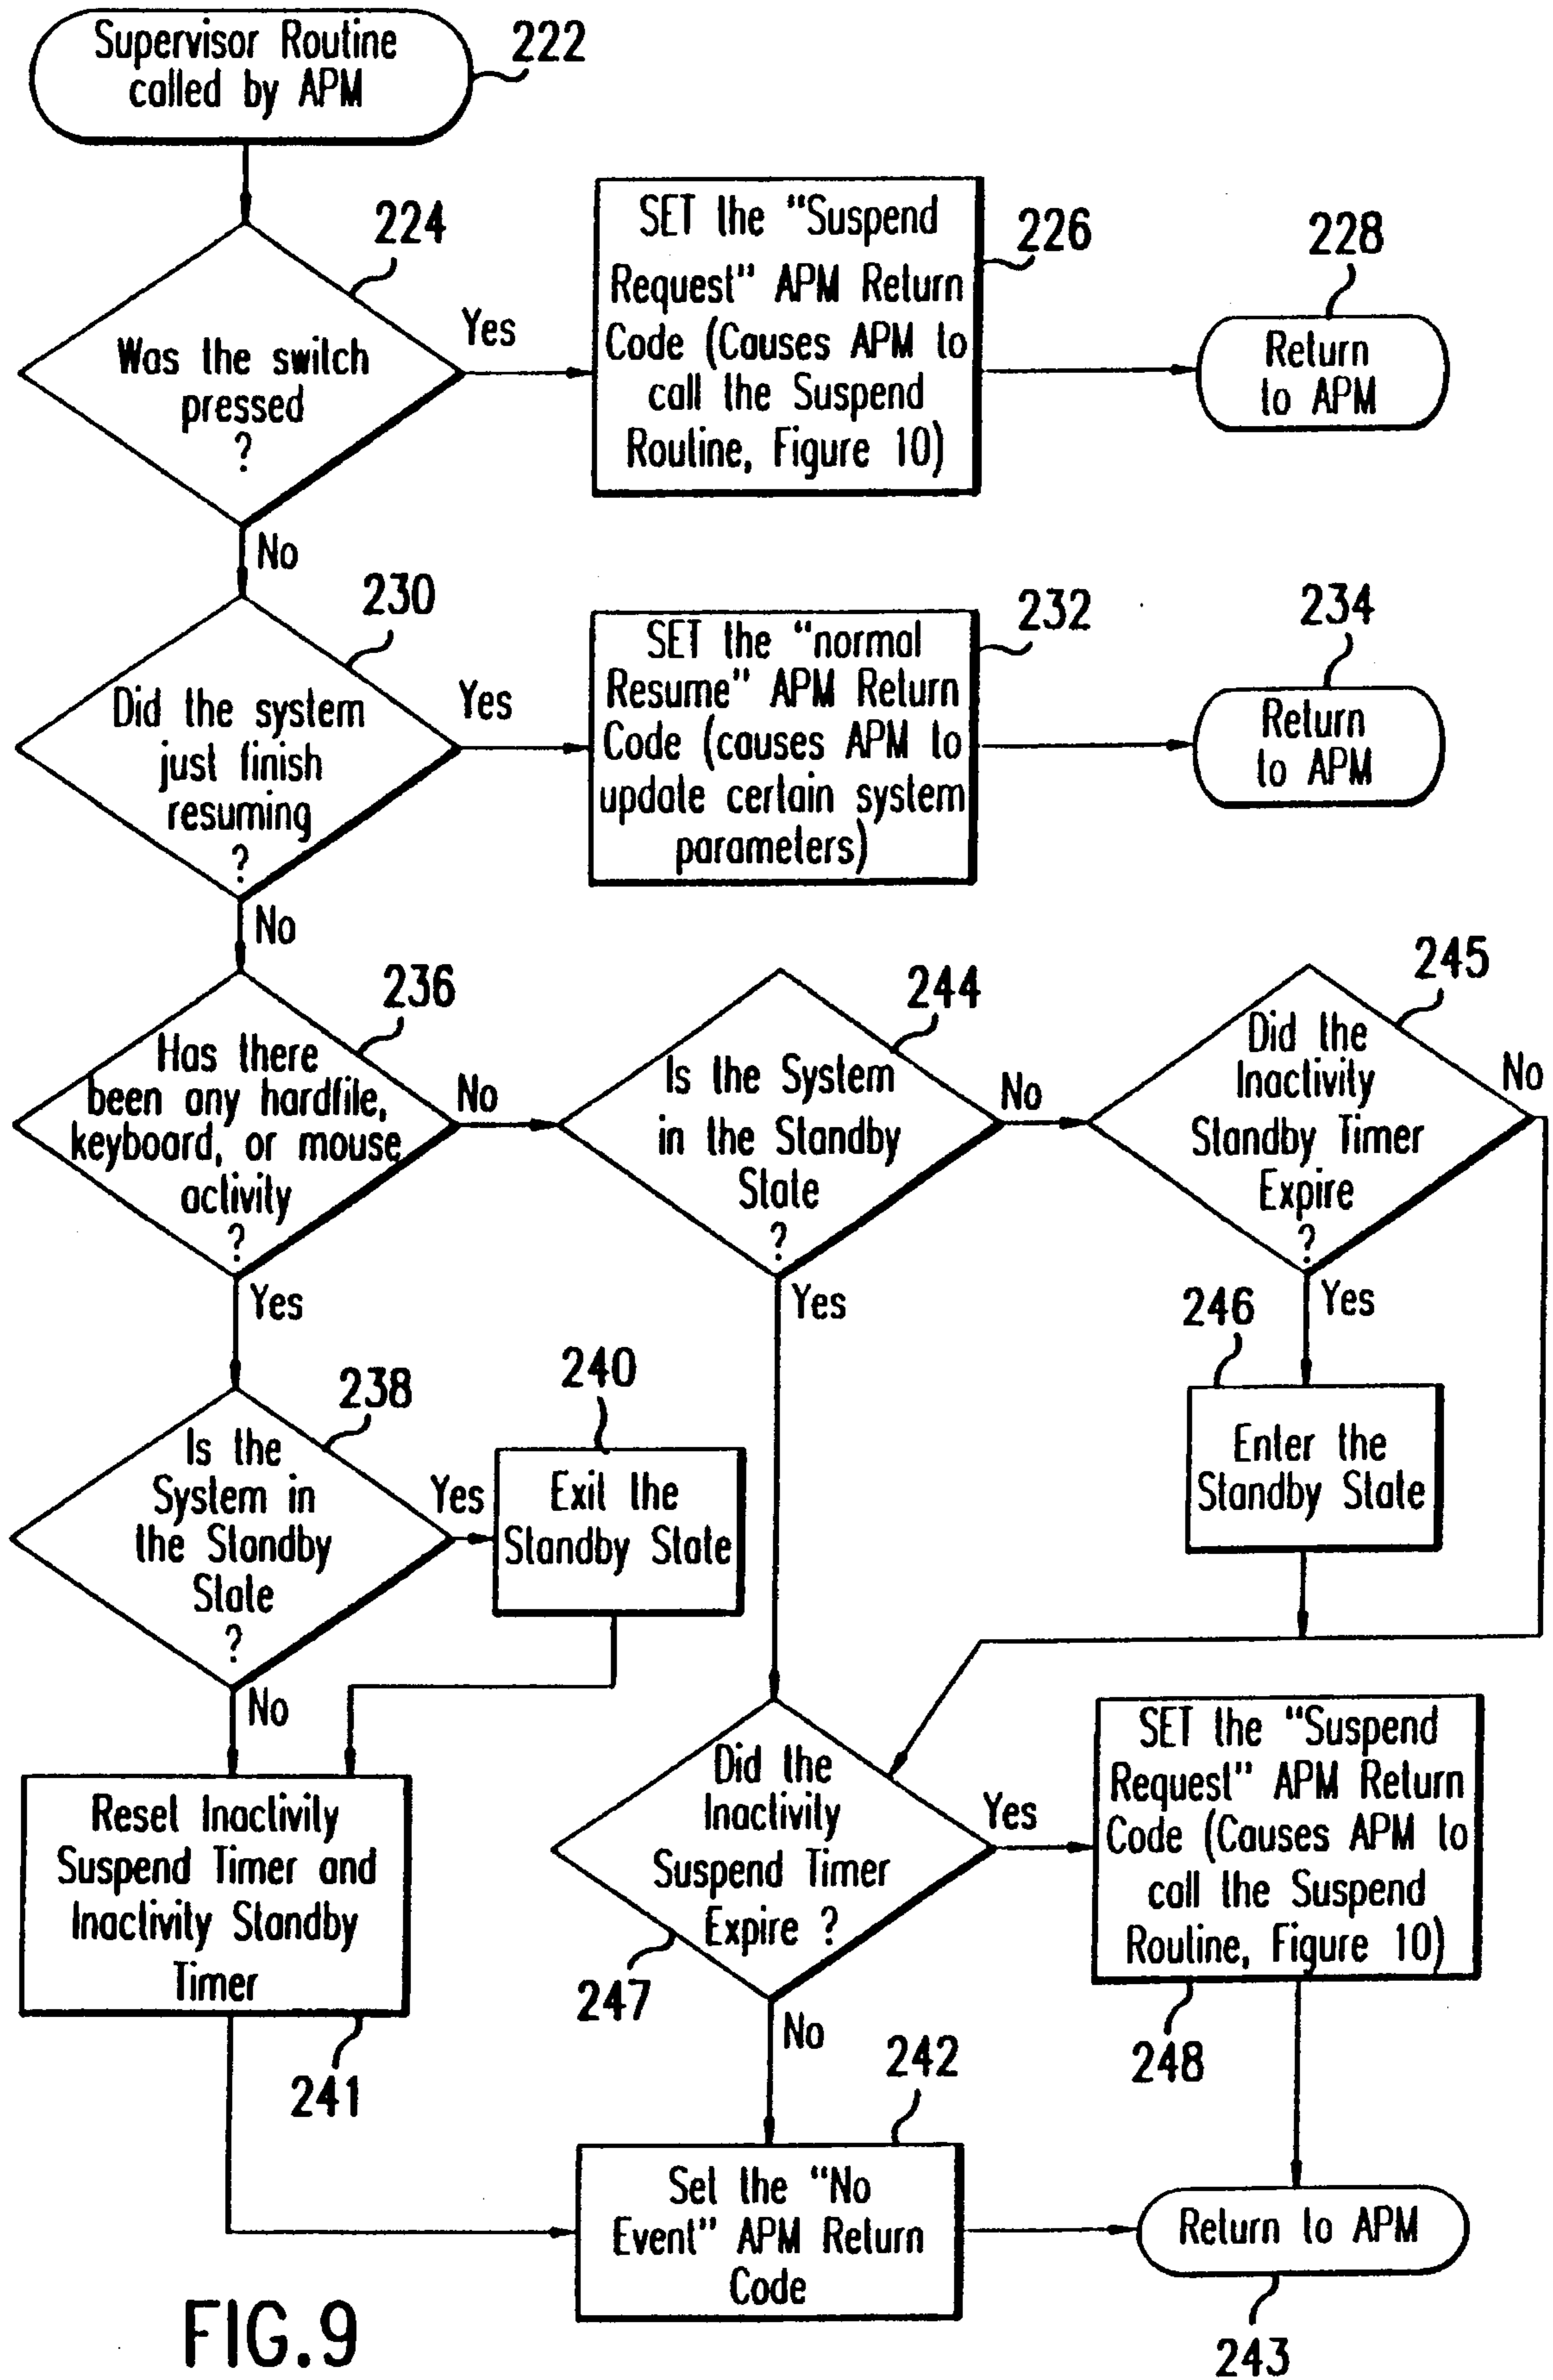 Supervisor Routine
called by APM
222
224
Was the switch
pressed
?
Yes
No
SET the "Suspend
Request" APM Return
Code (Causes APM to
call the Suspend
Routine, Figure 10)
226
228
Return
to APM
230
Did the system
just finish
resuming
?
Yes
No
SET the "normal
Resume" APM Return
Code (causes APM to
update certain system
parameters)
232
234
Return
to APM
236
Has there
been any hardfile,
keyboard, or mouse
activity
?
No
Yes
244
Is the System
in the Standby
State
?
No
Yes
245
Did the
Inactivity
Standby Timer
Expire
?
No
Yes
246
Enter the
Standby State
238
Is the
System in
the Standby
State
?
Yes
No
240
Exit the
Standby State
Reset Inactivity
Suspend Timer and
Inactivity Standby
Timer
241
Did the
Inactivity
Suspend Timer
Expire ?
247
Yes
No
SET the "Suspend
Request" APM Return
Code (Causes APM to
call the Suspend
Routine, Figure 10)
248
242
Set the "No
Event" APM Return
Code
Return to APM
243
FIG.9